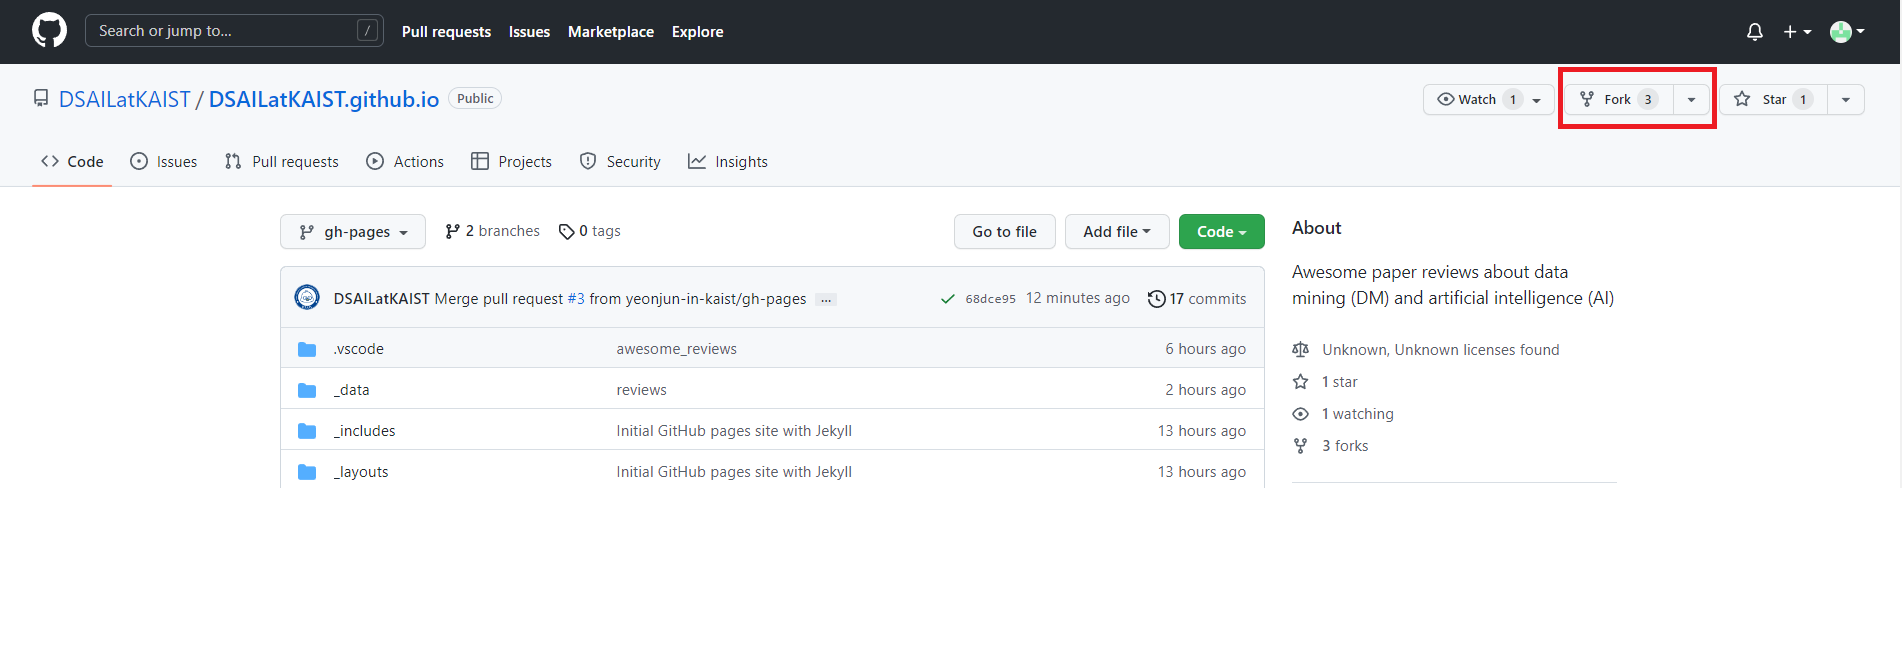 Search or jump to... / Pull requests Issues Marketplace Explore
DSAILatKAIST / DSAILatKAIST.github.io Public Watch 1 Fork 3 Star 1
Code Issues Pull requests Actions Projects Security Insights
gh-pages 2 branches 0 tags Go to file Add file Code
DSAILatKAIST Merge pull request #3 from yeonjun-in-kaist/gh-pages ... 68dce95 12 minutes ago 17 commits
.vscode awesome_reviews 6 hours ago
_data reviews 2 hours ago
_includes Initial GitHub pages site with Jekyll 13 hours ago
_layouts Initial GitHub pages site with Jekyll 13 hours ago
About
Awesome paper reviews about data
mining (DM) and artificial intelligence (AI)
Unknown, Unknown licenses found
1 star
1 watching
3 forks